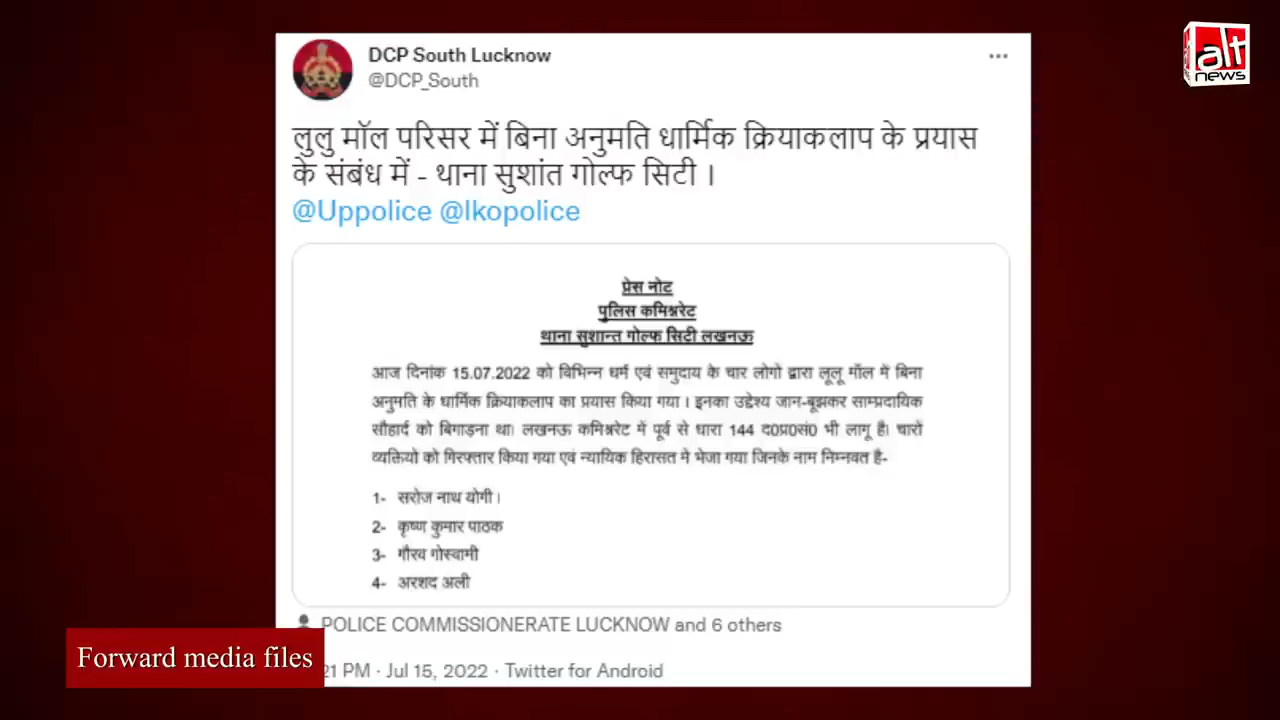 DCP South Lucknow
@DCP_South
alt
news
लुलु मॉल परिसर में बिना अनुमति धार्मिक क्रियाकलाप के प्रयास
के संबंध में - थाना सुशांत गोल्फ सिटी ।
@Uppolice @lkopolice
प्रेस नोट
पुलिस कमिश्नरेट
थाना सुशान्त गोल्फ सिटी लखनऊ
आज दिनांक 15.07.2022 को विभिन्न धर्म एवं समुदाय के चार लोगो द्वारा लूलू मॉल में बिना
अनुमति के धार्मिक क्रियाकलाप का प्रयास किया गया। इनका उद्देश्य जान-बूझकर साम्प्रदायिक
सौहार्द को बिगाड़ना था। लखनऊ कमिश्नरेट में पूर्व से धारा 144 द0प्र0सं0 भी लागू है। चारों
व्यक्तियो को गिरफ्तार किया गया एवं न्यायिक हिरासत में भेजा गया जिनके नाम निम्नवत है-
1- सरोज नाथ योगी।
2- कृष्ण कुमार पाठक
3- गौरव गोस्वामी
4- अरशद अली
POLICE COMMISSIONERATE LUCKNOW and 6 others
Forward media files
21 PM · Jul 15, 2022 · Twitter for Android